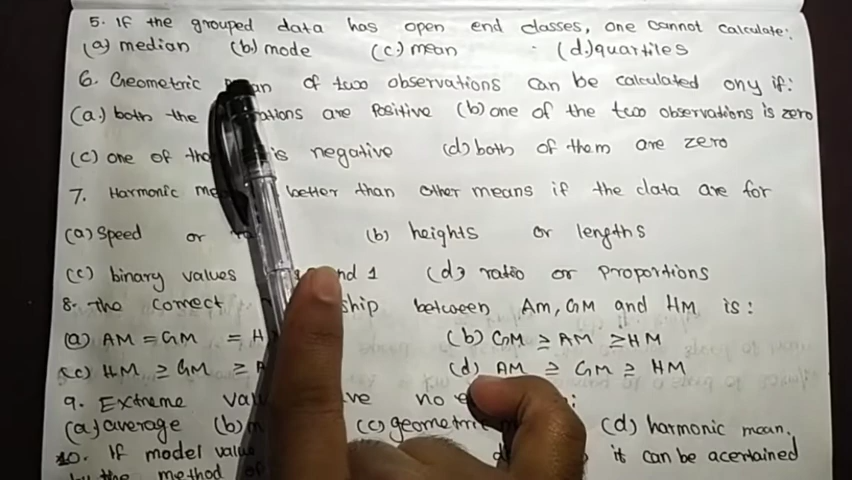 5. If the grouped data has open end classes, one cannot calculate:
(a) median (b) mode (c) mean (d) quartiles
6. Geometric of two observations can be calculated ony if:
(a) both the are Positive (b) one of the two observations is zero
(c) one of is negative (d) both of them are zero
7. Harmonic better than other means if the data are for
(a) Speed or (b) heights or lengths
(c) binary values 1 (d) ratio or Proportions
8. The correct between Am, GM and HM is:
(a) AM = GM = (b) GM ≥ AM ≥ HM
(c) HM ≥ GM ≥ (d) AM ≥ GM ≥ HM
9. Extreme no
(a) average (b) (c) geometric (d) harmonic mean.
10. If model it can be acertained
by the method of